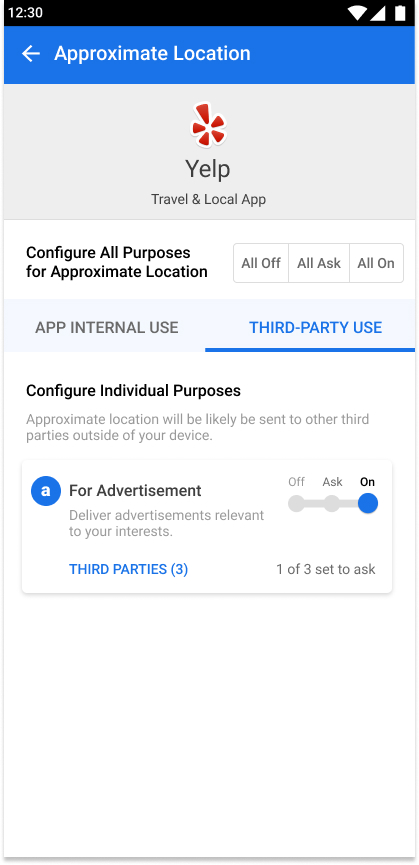 12:30
Approximate Location
Yelp
Travel & Local App
Configure All Purposes
for Approximate Location
All Off
All Ask
All On
APP INTERNAL USE
THIRD-PARTY USE
Configure Individual Purposes
Approximate location will be likely be sent to other third
parties outside of your device.
Off
Ask
On
a
For Advertisement
Deliver advertisements relevant
to your interests.
THIRD PARTIES (3)
1 of 3 set to ask